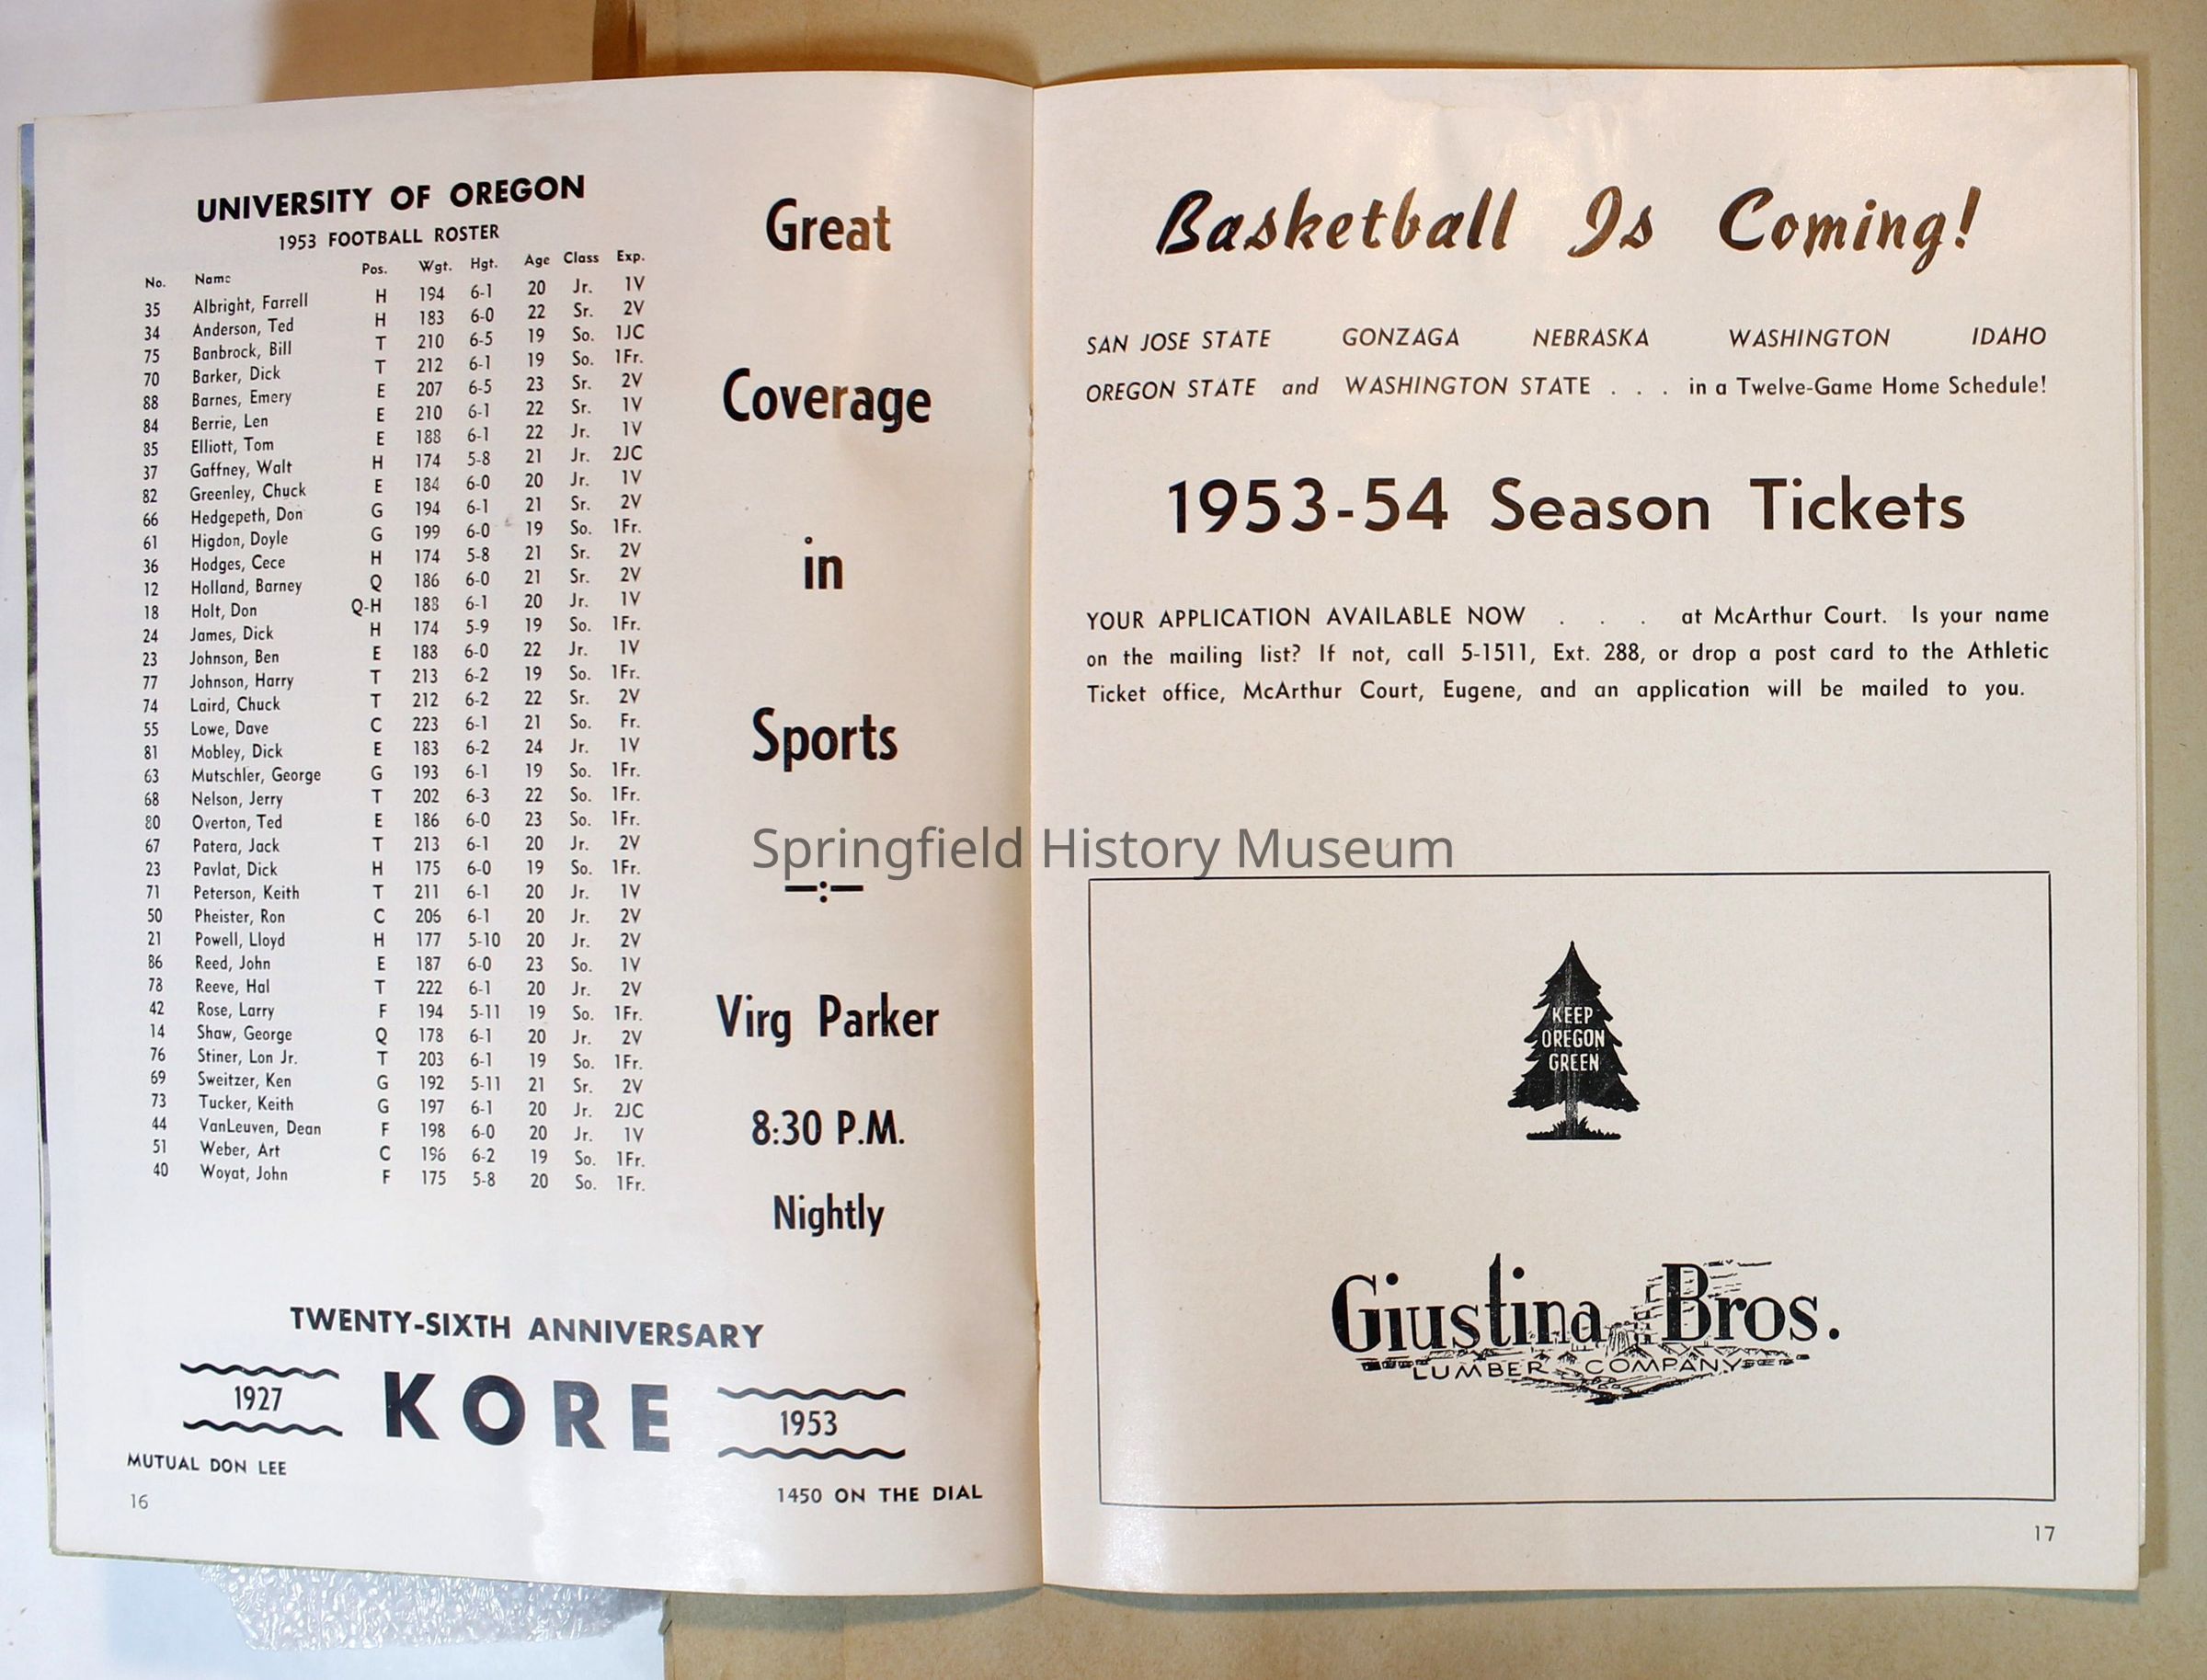 UNIVERSITY OF OREGON
1953 FOOTBALL ROSTER
No. Name Pos. Wgt. Hgt. Age Class Exp.
35 Albright, Farrell H 194 6-1 20 Jr. 1V
34 Anderson, Ted H 183 6-0 22 Sr. 2V
75 Banbrock, Bill T 210 6-5 19 So. 1JC
70 Barker, Dick T 212 6-1 19 So. 1Fr.
88 Barnes, Emery E 207 6-5 23 Sr. 2V
84 Berrie, Len E 210 6-1 22 Sr. 1V
85 Elliott, Tom E 188 6-1 22 Jr. 1V
37 Gaffney, Walt H 174 5-8 21 Jr. 2JC
82 Greenley, Chuck E 184 6-0 20 Jr. 1V
66 Hedgepeth, Don G 194 6-1 21 Sr. 2V
61 Higdon, Doyle G 199 6-0 19 So. 1Fr.
36 Hodges, Cece H 174 5-8 21 Sr. 2V
12 Holland, Barney Q 186 6-0 21 Sr. 2V
18 Holt, Don Q-H 188 6-1 20 Jr. 1V
24 James, Dick H 174 5-9 19 So. 1Fr.
23 Johnson, Ben E 188 6-0 22 Jr. 1V
77 Johnson, Harry T 213 6-2 19 So. 1Fr.
74 Laird, Chuck T 212 6-2 22 Sr. 2V
55 Lowe, Dave C 223 6-1 21 So. Fr.
81 Mobley, Dick E 183 6-2 24 Jr. 1V
63 Mutschler, George G 193 6-1 19 So. 1Fr.
68 Nelson, Jerry T 202 6-3 22 So. 1Fr.
80 Overton, Ted E 186 6-0 23 So. 1Fr.
67 Patera, Jack T 213 6-1 20 Jr. 2V
23 Pavlat, Dick H 175 6-0 19 So. 1Fr.
71 Peterson, Keith T 211 6-1 20 Jr. 1V
50 Pheister, Ron C 206 6-1 20 Jr. 2V
21 Powell, Lloyd H 177 5-10 20 Jr. 2V
86 Reed, John E 187 6-0 23 So. 1V
78 Reeve, Hal T 222 6-1 20 Jr. 2V
42 Rose, Larry F 194 5-11 19 So. 1Fr.
14 Shaw, George Q 178 6-1 20 Jr. 2V
76 Stiner, Lon Jr. T 203 6-1 19 So. 1Fr.
69 Sweitzer, Ken G 192 5-11 21 Sr. 2V
73 Tucker, Keith G 197 6-1 20 Jr. 2JC
44 VanLeuven, Dean F 198 6-0 20 Jr. 1V
51 Weber, Art C 196 6-2 19 So. 1Fr.
40 Woyat, John F 175 5-8 20 So. 1Fr.
Great
Coverage
in
Sports
Virg Parker
8:30 P.M.
Nightly
TWENTY-SIXTH ANNIVERSARY
1927 KORE 1953
MUTUAL DON LEE
1450 ON THE DIAL
16
Basketball Is Coming!
SAN JOSE STATE GONZAGA NEBRASKA WASHINGTON IDAHO
OREGON STATE and WASHINGTON STATE . . . in a Twelve-Game Home Schedule!
1953-54 Season Tickets
YOUR APPLICATION AVAILABLE NOW . . . at McArthur Court. Is your name
on the mailing list? If not, call 5-1511, Ext. 288, or drop a post card to the Athletic
Ticket office, McArthur Court, Eugene, and an application will be mailed to you.
Springfield History Museum
KEEP
OREGON
GREEN
Giustina Bros.
LUMBER COMPANY
17